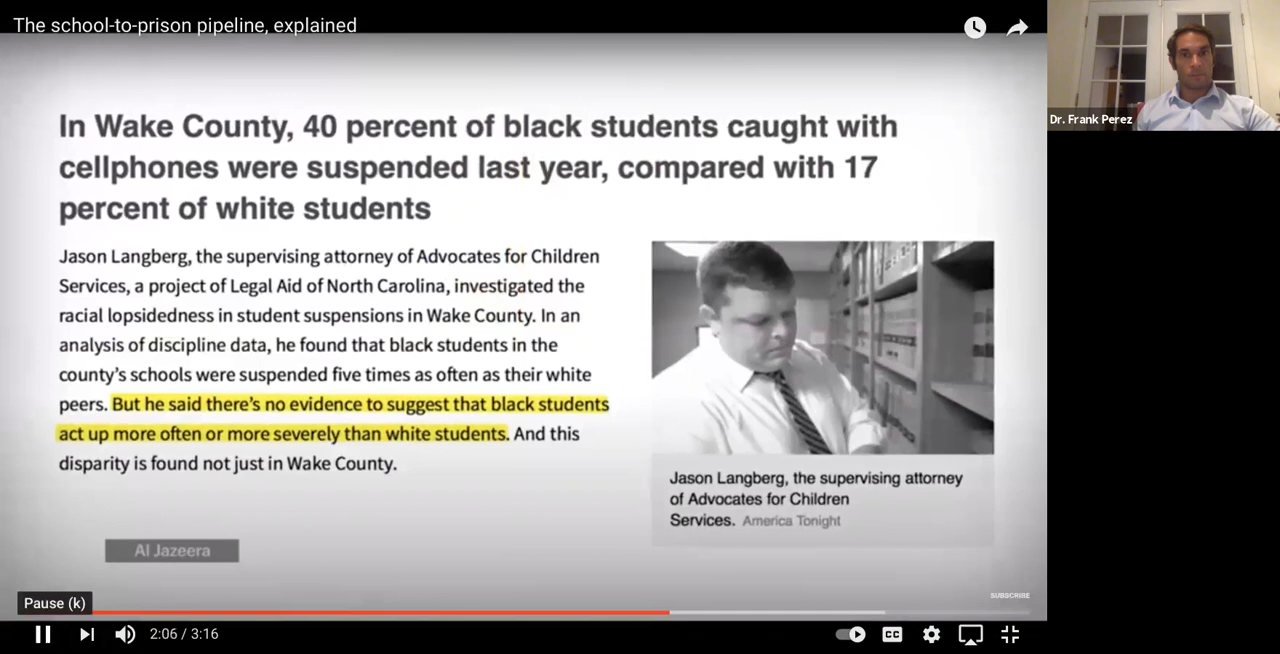 The school-to-prison pipeline, explained
In Wake County, 40 percent of black students caught with
cellphones were suspended last year, compared with 17
percent of white students
Jason Langberg, the supervising attorney of Advocates for Children
Services, a project of Legal Aid of North Carolina, investigated the
racial lopsidedness in student suspensions in Wake County. In an
analysis of discipline data, he found that black students in the
county's schools were suspended five times as often as their white
peers. But he said there's no evidence to suggest that black students
act up more often or more severely than white students. And this
disparity is found not just in Wake County.
Jason Langberg, the supervising attorney
of Advocates for Children
Services. America Tonight
Al Jazeera
SUBSCRIBE
Pause (k)
2:06 / 3:16
CC
Dr. Frank Perez